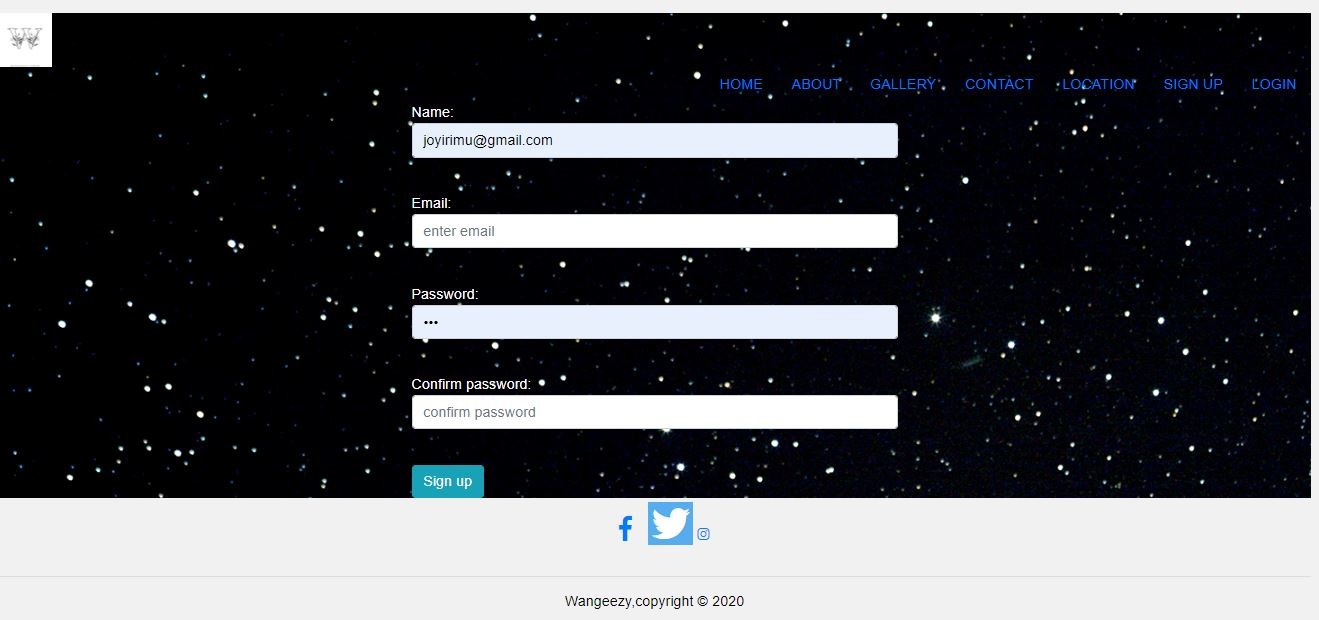 W
HOME ABOUT GALLERY CONTACT LOCATION SIGN UP LOGIN
Name:
joyirimu@gmail.com
Email:
enter email
Password:
•••
Confirm password:
confirm password
Sign up
Wangeezy,copyright © 2020